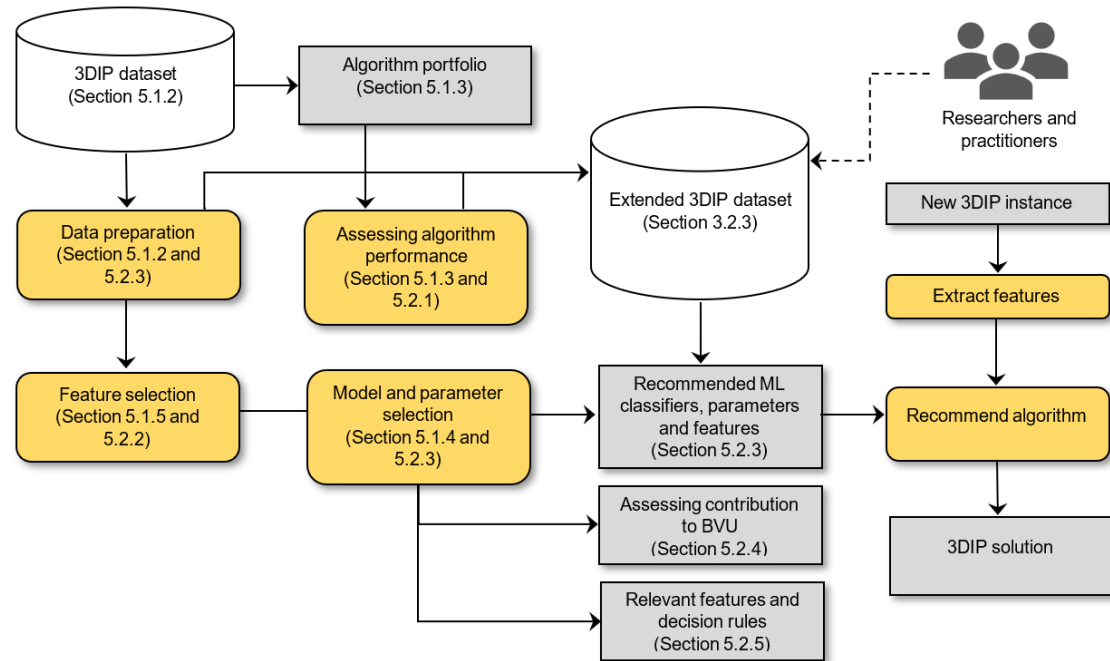 3DIP dataset
(Section 5.1.2)
Algorithm portfolio
(Section 5.1.3)
Researchers and
practitioners
Extended 3DIP dataset
(Section 3.2.3)
New 3DIP instance
Data preparation
(Section 5.1.2 and
5.2.3)
Assessing algorithm
performance
(Section 5.1.3 and
5.2.1)
Extract features
Feature selection
(Section 5.1.5 and
5.2.2)
Model and parameter
selection
(Section 5.1.4 and
5.2.3)
Recommended ML
classifiers, parameters
and features
(Section 5.2.3)
Recommend algorithm
Assessing contribution
to BVU
(Section 5.2.4)
3DIP solution
Relevant features and
decision rules
(Section 5.2.5)